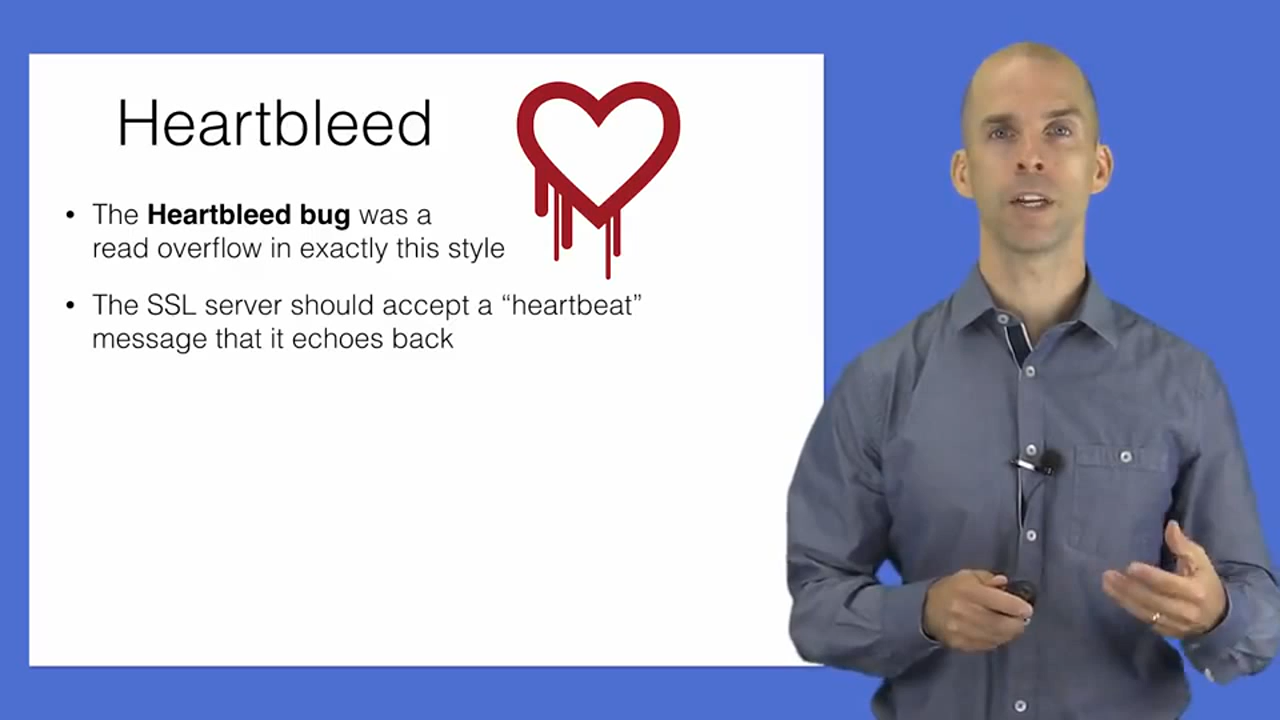 Heartbleed
• The Heartbleed bug was a
read overflow in exactly this style
• The SSL server should accept a “heartbeat”
message that it echoes back